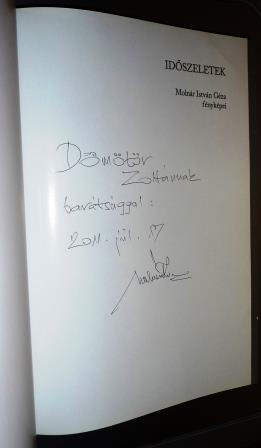 IDŐSZELETEK
Molnár István Géza
fényképei
Dömötör
Zoltánnak
barátsággal:
2011. júl. 17